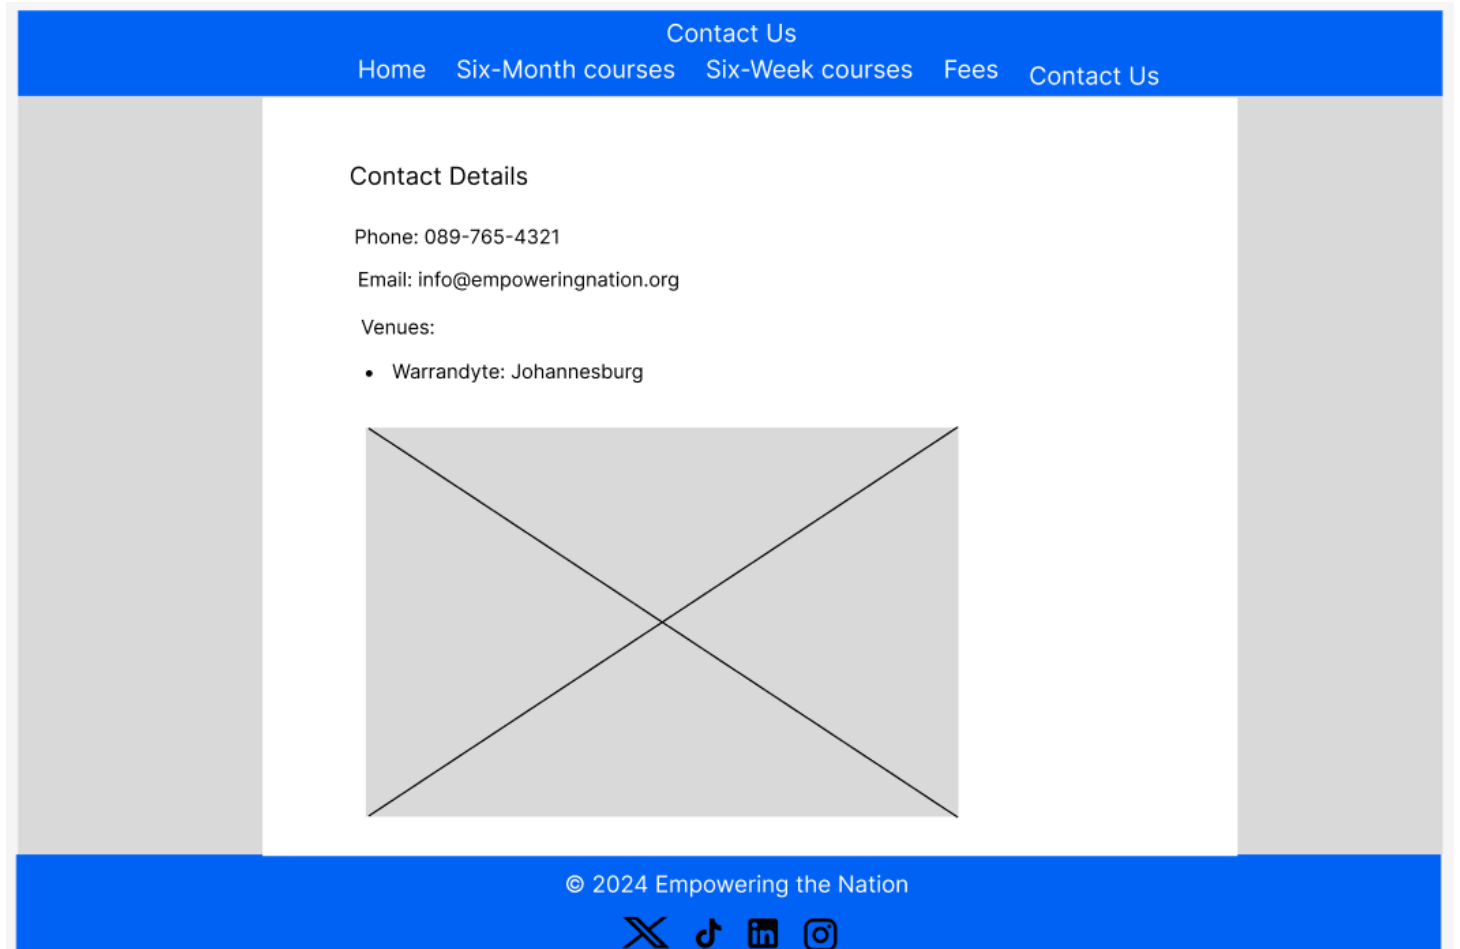 Contact Us
Home Six-Month courses Six-Week courses Fees Contact Us
Contact Details
Phone: 089-765-4321
Email: info@empoweringnation.org
Venues:
• Warrandyte: Johannesburg
© 2024 Empowering the Nation